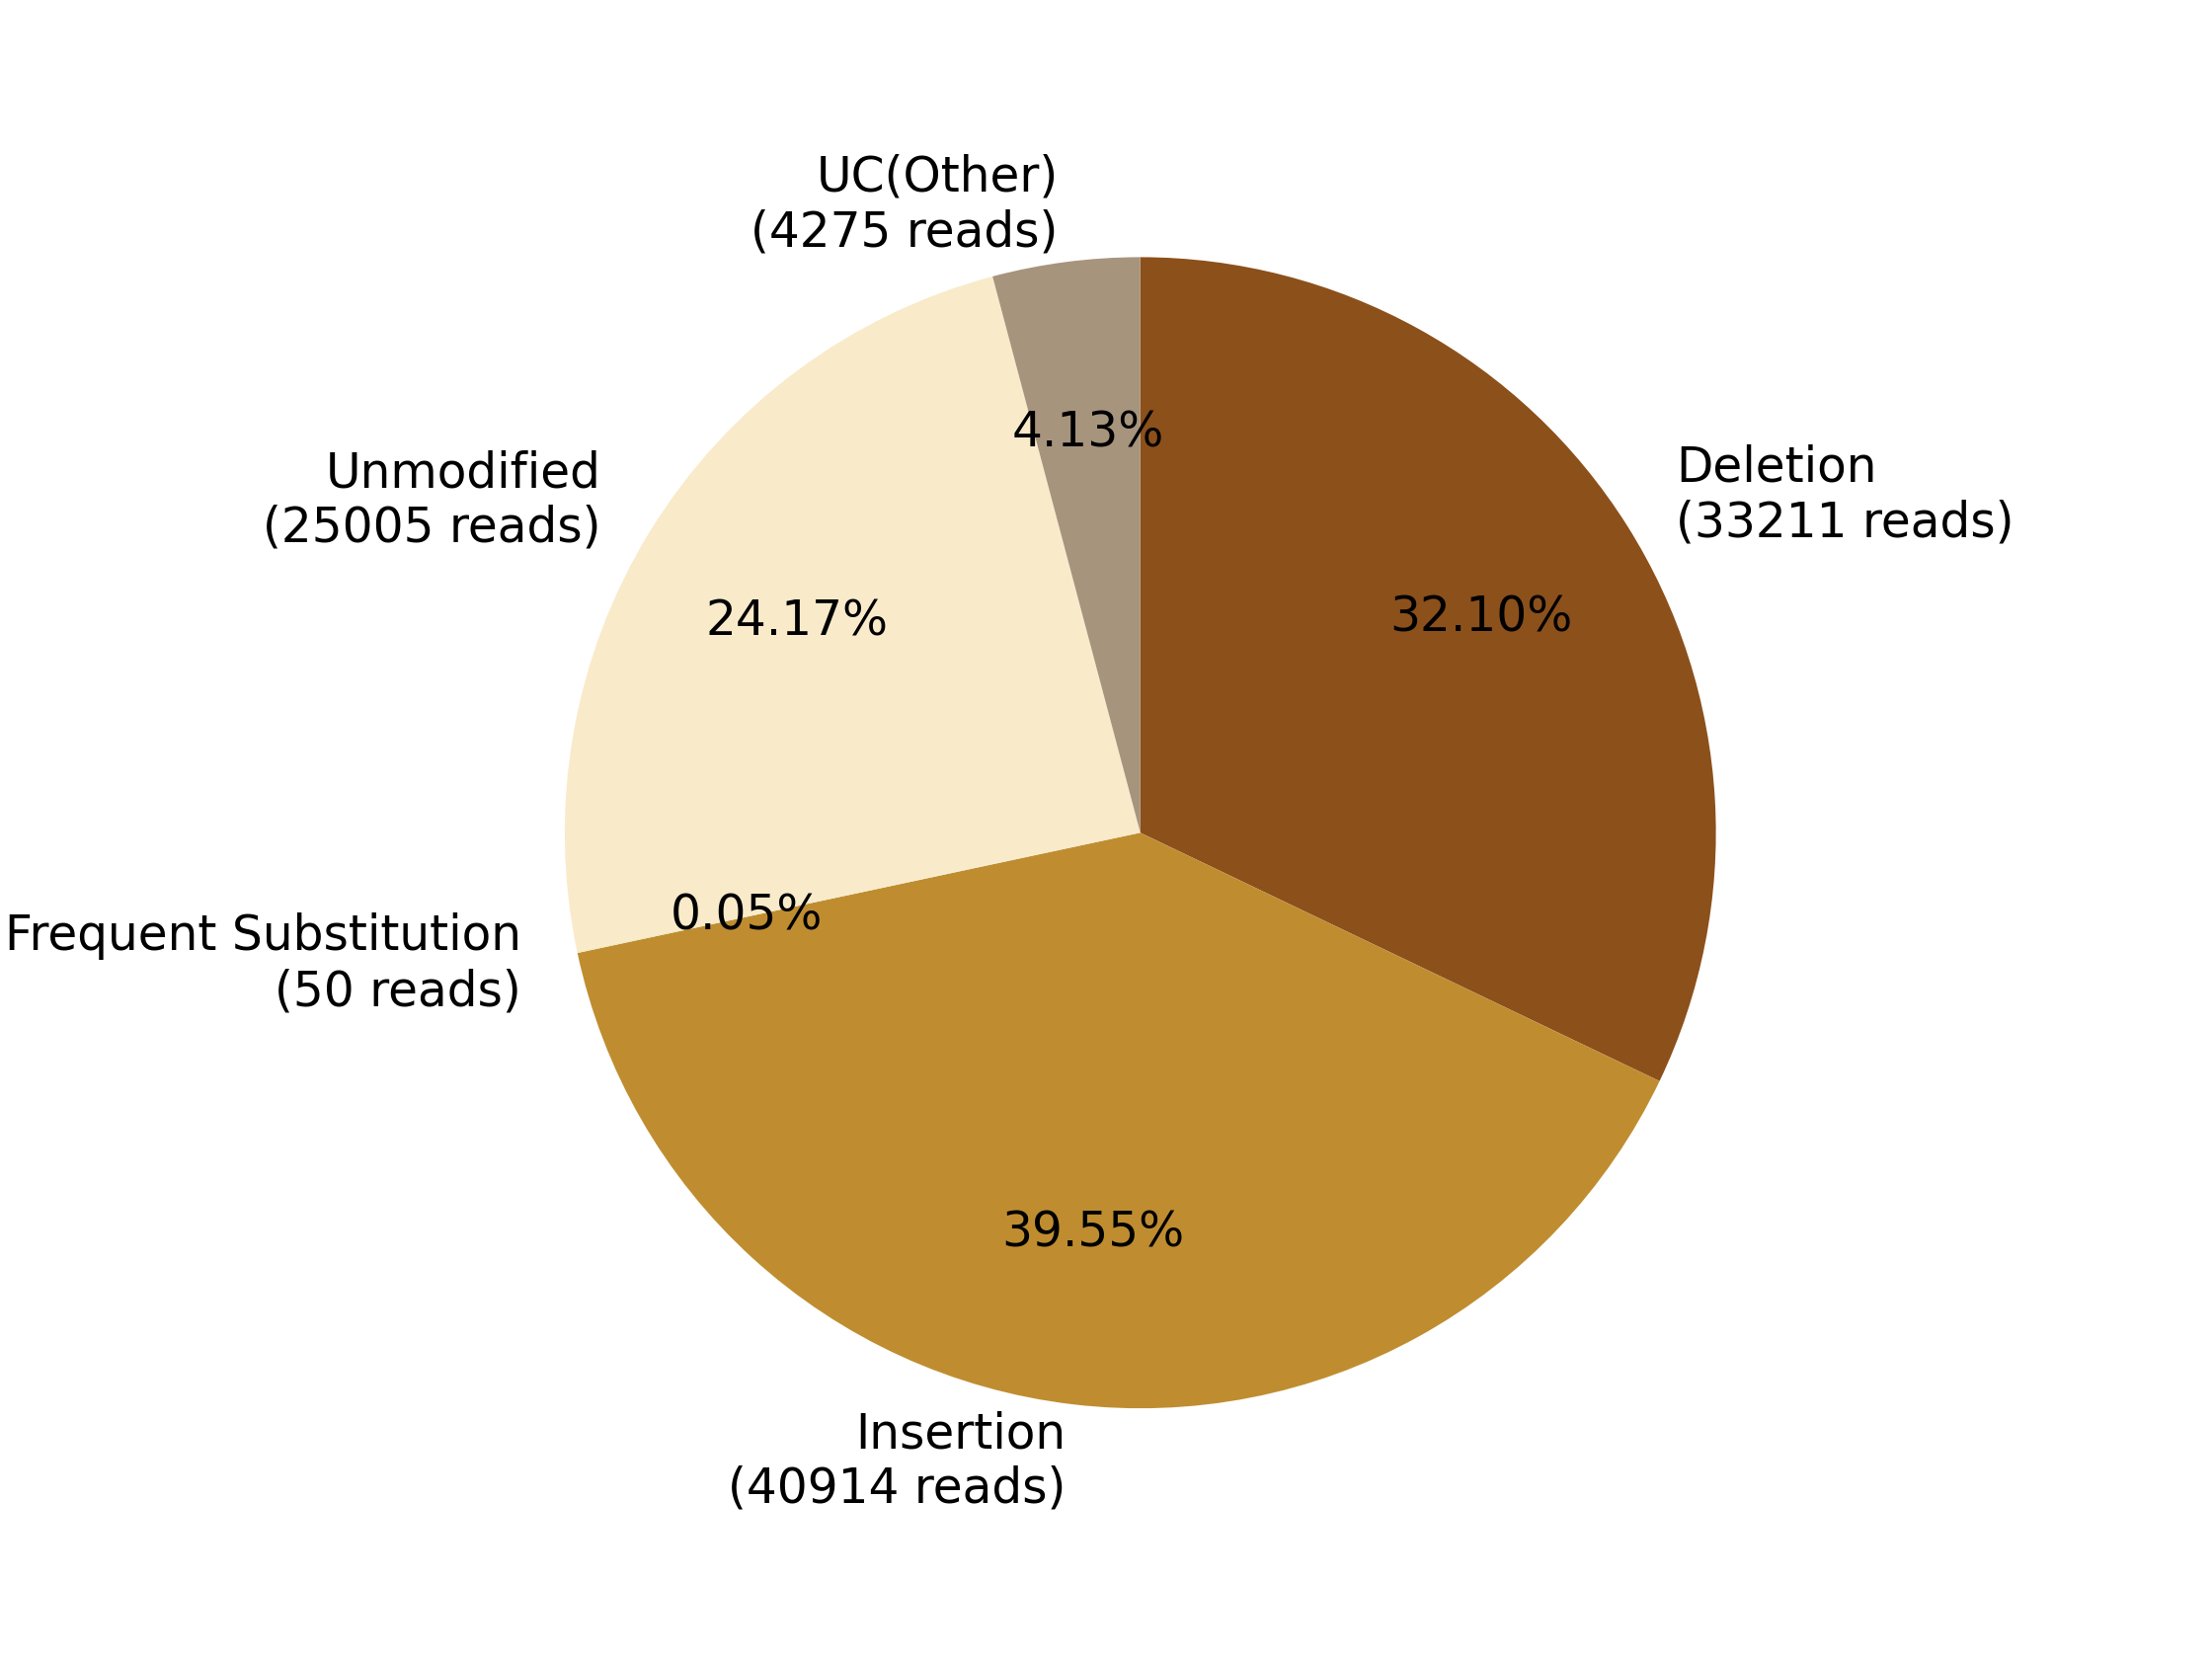 UC(Other)
(4275 reads)
4.13%
Deletion
(33211 reads)
32.10%
Unmodified
(25005 reads)
24.17%
Frequent Substitution
(50 reads)
0.05%
39.55%
Insertion
(40914 reads)